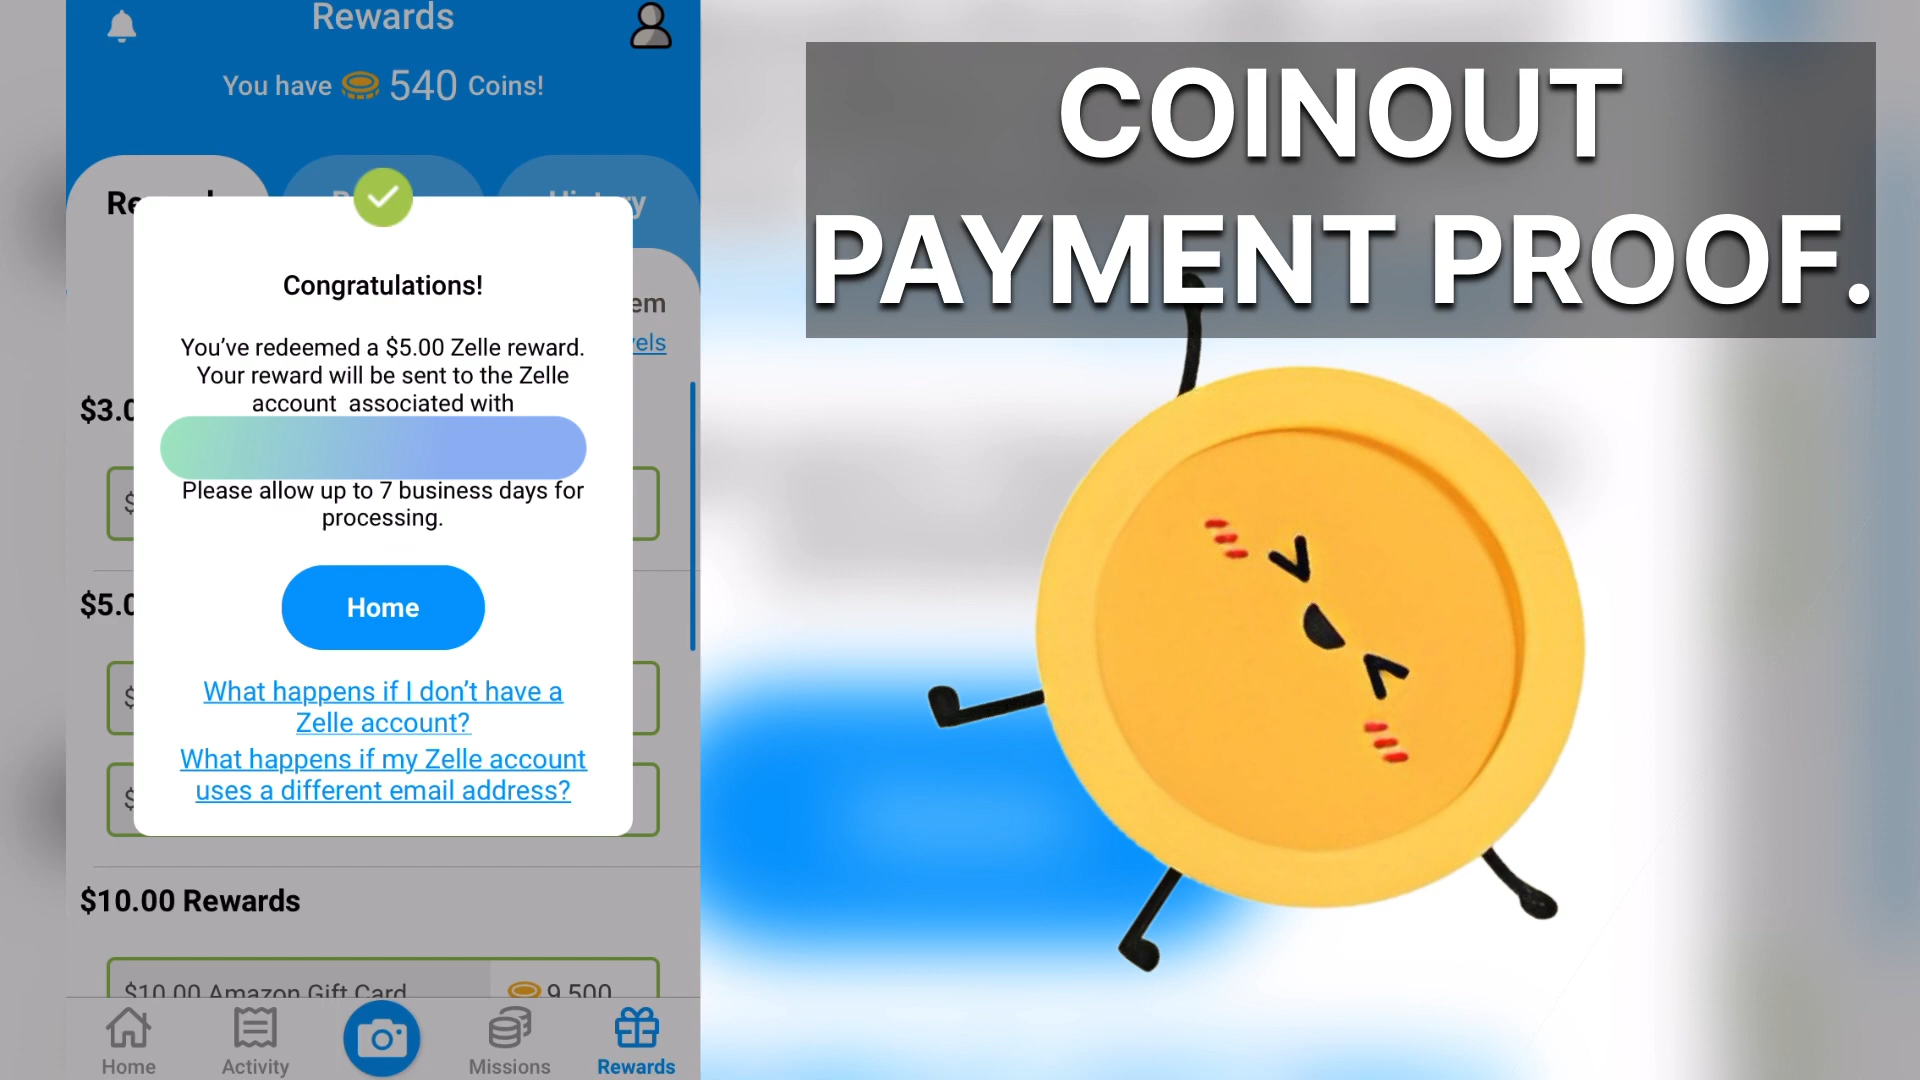 Rewards
You have 540 Coins!
COINOUT
PAYMENT PROOF.
Congratulations!
You’ve redeemed a $5.00 Zelle reward.
Your reward will be sent to the Zelle
account associated with
Please allow up to 7 business days for
processing.
Home
What happens if I don’t have a
Zelle account?
What happens if my Zelle account
uses a different email address?
$10.00 Rewards
$10.00 Amazon Gift Card 9,500
Home Activity Missions Rewards